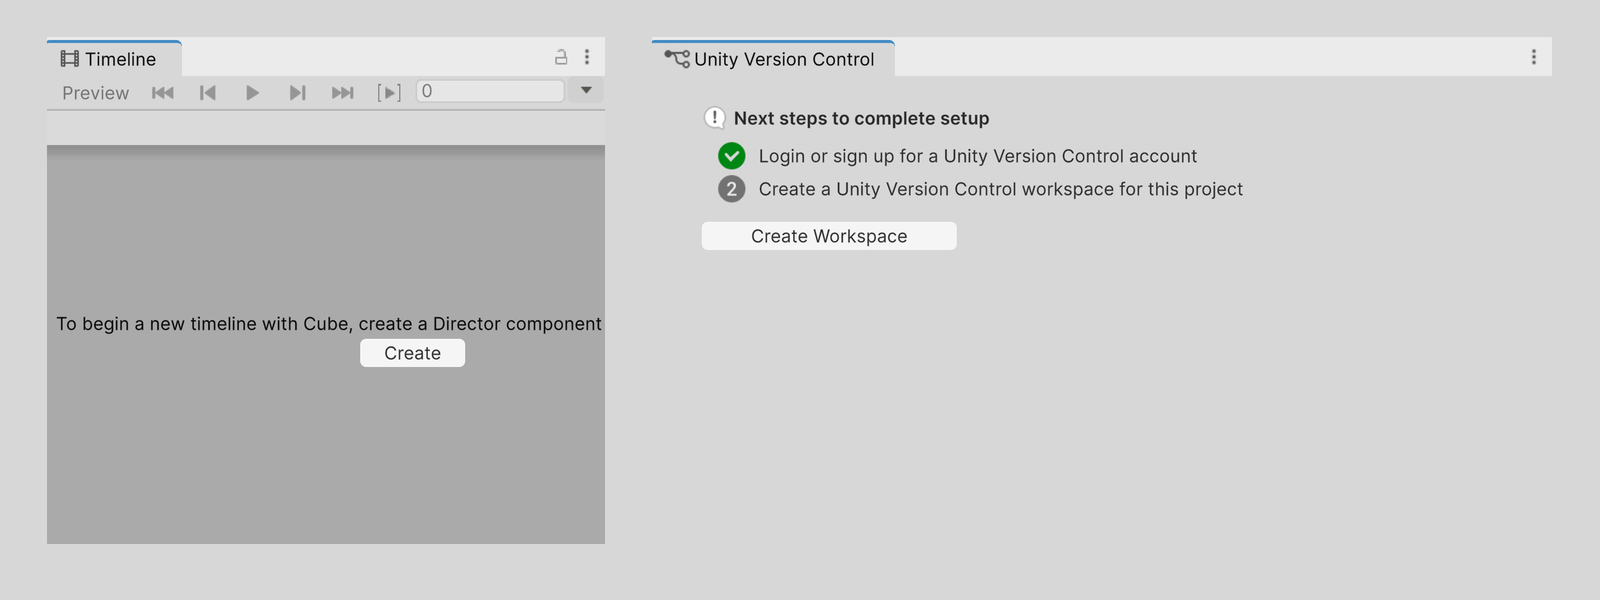 Timeline
Preview
0
To begin a new timeline with Cube, create a Director component
Create
Unity Version Control
Next steps to complete setup
Login or sign up for a Unity Version Control account
2 Create a Unity Version Control workspace for this project
Create Workspace